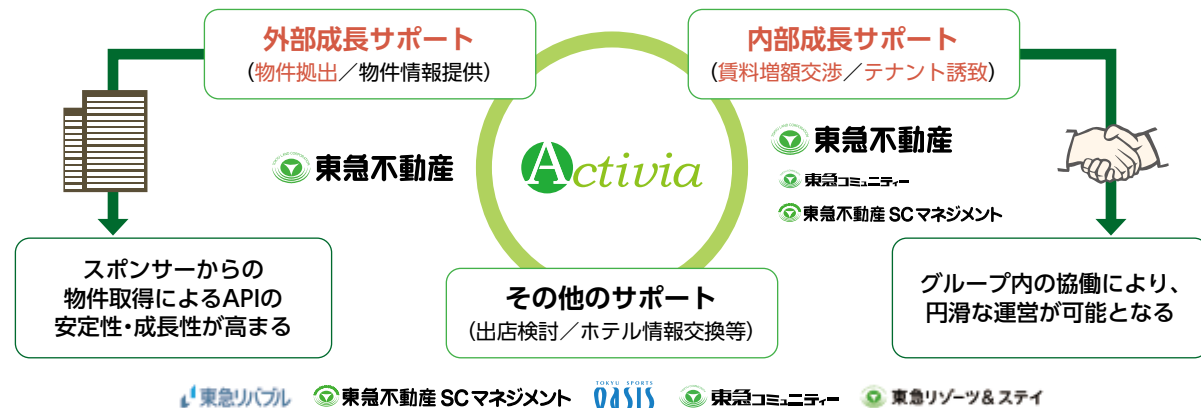 外部成長サポート
(物件拠出／物件情報提供)
内部成長サポート
(賃料増額交渉／テナント誘致)
東急不動産
Activia
TOKYU LAND CORPORATION
東急不動産
東急コミュニティー
東急不動産 SCマネジメント
スポンサーからの
物件取得によるAPIの
安定性・成長性が高まる
その他のサポート
(出店検討／ホテル情報交換等)
グループ内の協働により、
円滑な運営が可能となる
東急リバブル
東急不動産 SCマネジメント
TOKYU SPORTS
OASIS
東急コミュニティー
東急リゾーツ&ステイ